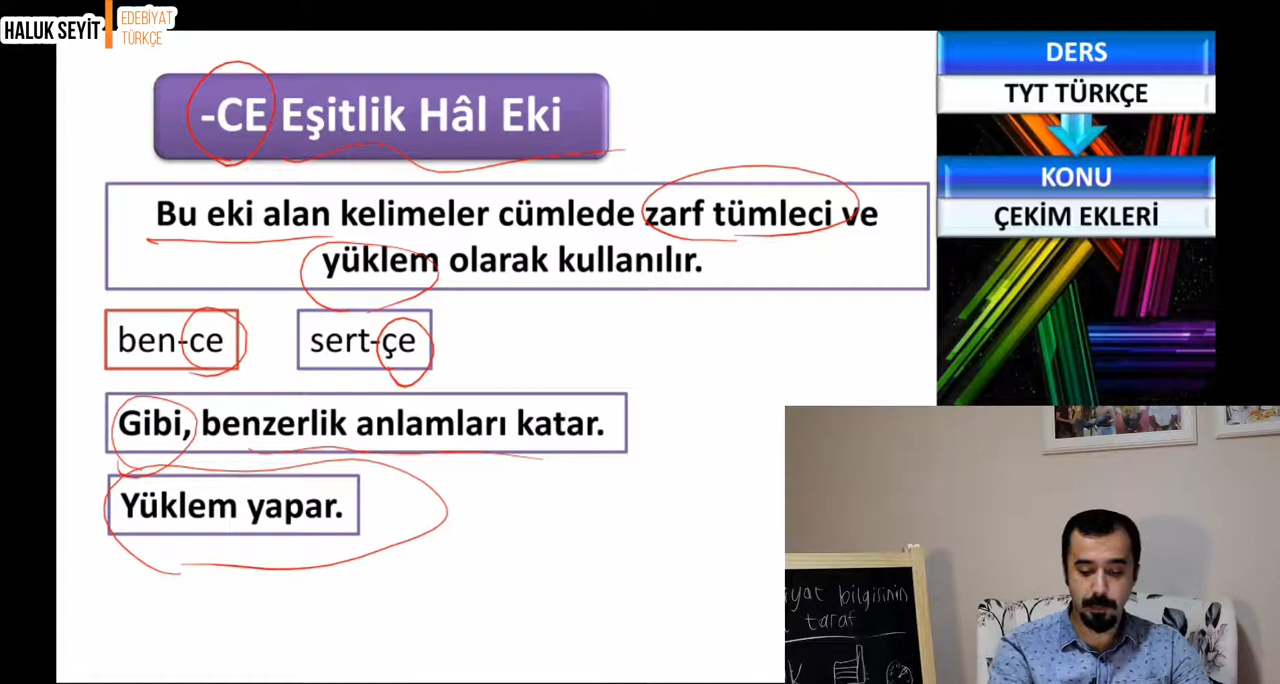 HALUK SEYİT
EDEBİYAT
TÜRKÇE
-CE Eşitlik Hâl Eki
Bu eki alan kelimeler cümlede zarf tümleci ve
yüklem olarak kullanılır.
ben-ce
sert-çe
Gibi, benzerlik anlamları katar.
Yüklem yapar.
DERS
TYT TÜRKÇE
KONU
ÇEKİM EKLERİ
iyat bilgisinin
taraf